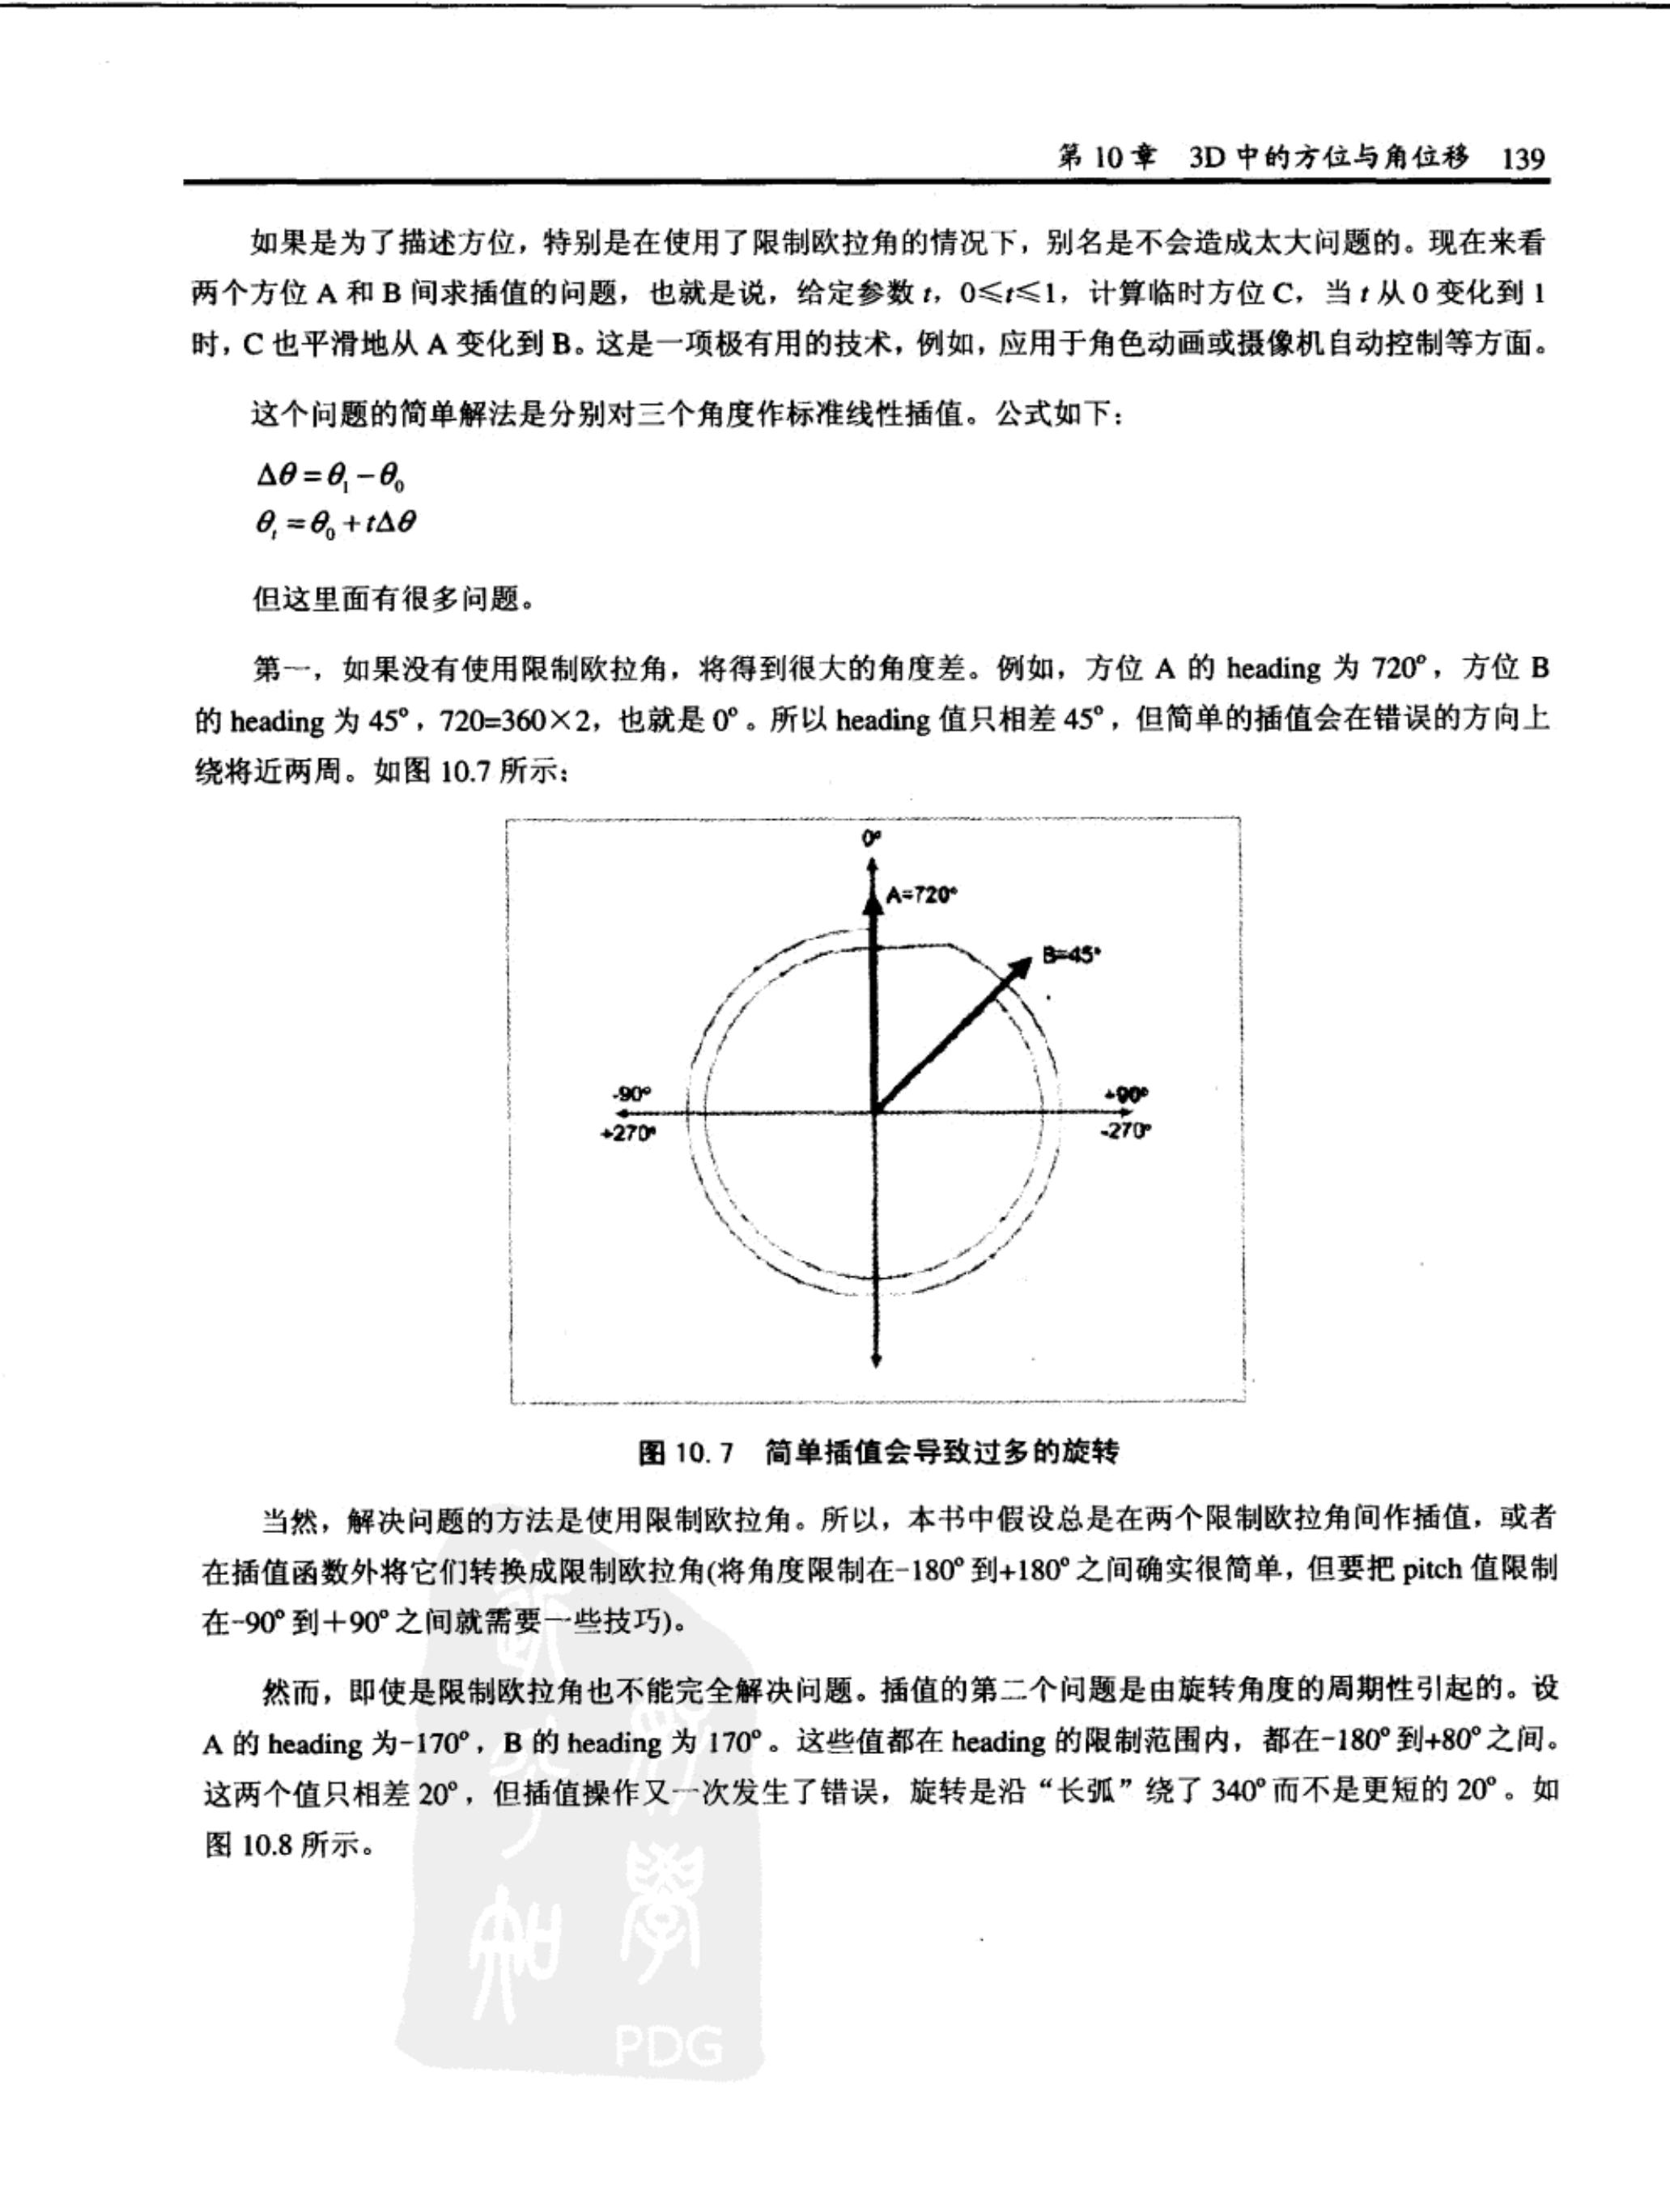 第 10 章 3D 中的方位与角位移 139
如果是为了描述方位，特别是在使用了限制欧拉角的情况下，别名是不会造成太大问题的。现在来看
两个方位 A 和 B 间求插值的问题，也就是说，给定参数 t，0≤t≤1，计算临时方位 C，当 t 从 0 变化到 1
时，C 也平滑地从 A 变化到 B。这是一项极有用的技术，例如，应用于角色动画或摄像机自动控制等方面。
这个问题的简单解法是分别对三个角度作标准线性插值。公式如下：
Δθ = θ₁ − θ₀
θₜ = θ₀ + tΔθ
但这里面有很多问题。
第一，如果没有使用限制欧拉角，将得到很大的角度差。例如，方位 A 的 heading 为 720°，方位 B
的 heading 为 45°，720=360×2，也就是 0°。所以 heading 值只相差 45°，但简单的插值会在错误的方向上
绕将近两周。如图 10.7 所示：
0°
A=720°
B=45°
-90°
+90°
+270°
-270°
图 10.7 简单插值会导致过多的旋转
当然，解决问题的方法是使用限制欧拉角。所以，本书中假设总是在两个限制欧拉角间作插值，或者
在插值函数外将它们转换成限制欧拉角(将角度限制在-180°到+180°之间确实很简单，但要把 pitch 值限制
在-90°到＋90°之间就需要一些技巧)。
然而，即使是限制欧拉角也不能完全解决问题。插值的第二个问题是由旋转角度的周期性引起的。设
A 的 heading 为-170°，B 的 heading 为 170°。这些值都在 heading 的限制范围内，都在-180°到+80°之间。
这两个值只相差 20°，但插值操作又一次发生了错误，旋转是沿“长弧”绕了 340°而不是更短的 20°。如
图 10.8 所示。
PDG